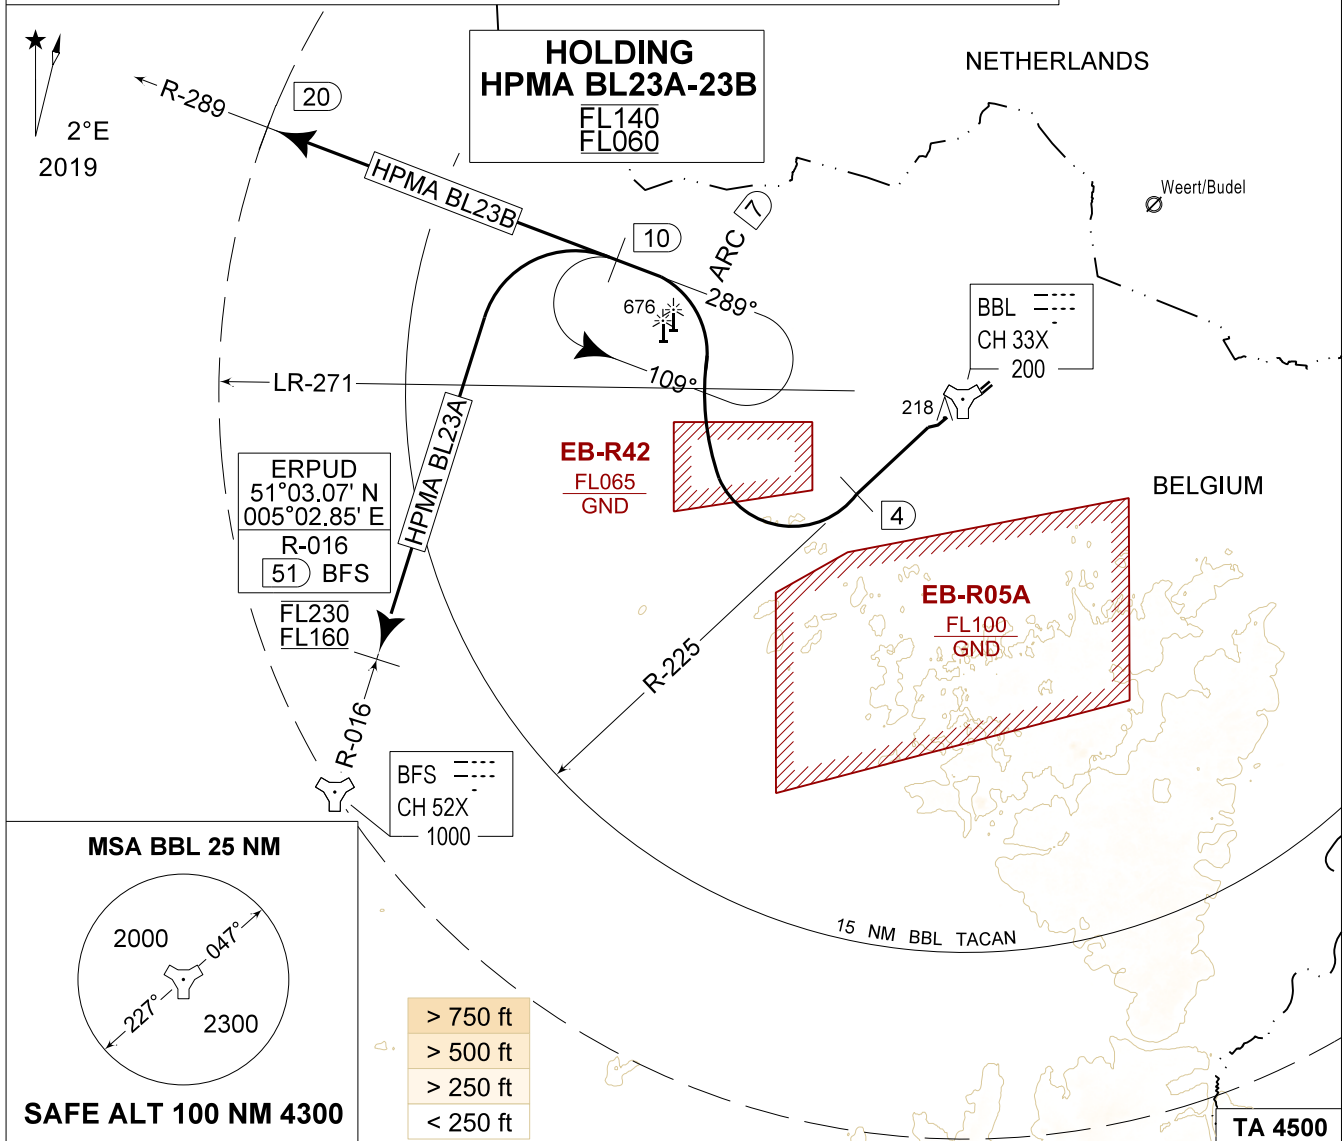 HOLDING
HPMA BL23A-23B
FL140
FL060
NETHERLANDS
2°E
2019
R-289
20
HPMA BL23B
10
ARC 7
Weert/Budel
289°
676
109°
BBL
CH 33X
200
218
LR-271
HPMA BL23A
EB-R42
FL065
GND
ERPUD
51°03.07' N
005°02.85' E
R-016
51 BFS
FL230
FL160
4
BELGIUM
EB-R05A
FL100
GND
R-225
R-016
BFS
CH 52X
1000
15 NM BBL TACAN
MSA BBL 25 NM
2000
047°
227°
2300
SAFE ALT 100 NM 4300
> 750 ft
> 500 ft
> 250 ft
< 250 ft
TA 4500